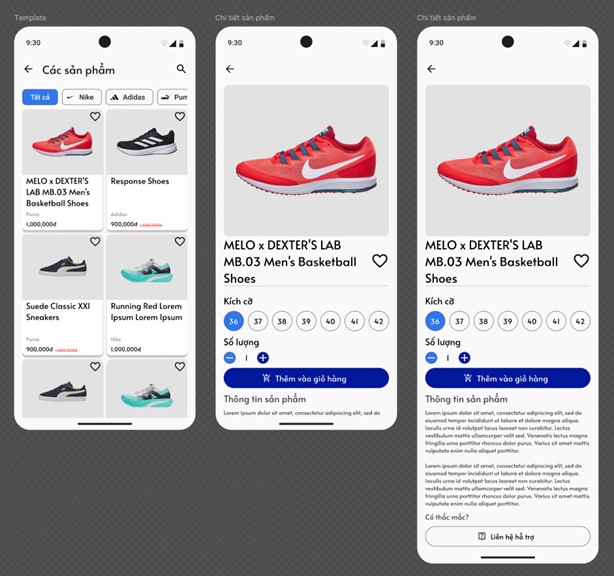 Template
9:30
Các sản phẩm
Tất cả
Nike
Adidas
Pum
MELO x DEXTER'S
LAB MB.03 Men's
Basketball Shoes
Puma
1,000,000đ
Response Shoes
Adidas
900,000đ 1,000,000đ
Suede Classic XXI
Sneakers
Puma
900,000đ 1,000,000đ
Running Red Lorem
Ipsum Lorem Ipsum
Nike
1,000,000đ
Chi tiết sản phẩm
9:30
MELO x DEXTER'S LAB
MB.03 Men's Basketball
Shoes
Kích cỡ
36 37 38 39 40 41 42
Số lượng
1
Thêm vào giỏ hàng
Thông tin sản phẩm
Lorem ipsum dolor sit amet, consectetur adipiscing elit, sed do
Chi tiết sản phẩm
9:30
MELO x DEXTER'S LAB
MB.03 Men's Basketball
Shoes
Kích cỡ
36 37 38 39 40 41 42
Số lượng
1
Thêm vào giỏ hàng
Thông tin sản phẩm
Lorem ipsum dolor sit amet, consectetur adipiscing elit, sed do
eiusmod tempor incididunt ut labore et dolore magna aliqua.
Iaculis urna id volutpat lacus laoreet non curabitur. Lectus
vestibulum mattis ullamcorper velit sed. Venenatis lectus magna
fringilla urna porttitor rhoncus dolor purus. Varius sit amet mattis
vulputate enim nulla aliquet porttitor.
Lorem ipsum dolor sit amet, consectetur adipiscing elit, sed do
eiusmod tempor incididunt ut labore et dolore magna aliqua.
Iaculis urna id volutpat lacus laoreet non curabitur. Lectus
vestibulum mattis ullamcorper velit sed. Venenatis lectus magna
fringilla urna porttitor rhoncus dolor purus. Varius sit amet mattis
vulputate enim nulla aliquet porttitor.
Có thắc mắc?
Liên hệ hỗ trợ